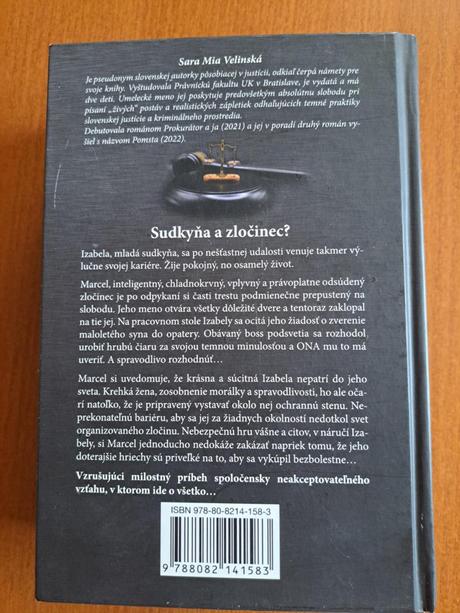 Sara Mia Velinská
Je pseudonym slovenskej autorky pôsobiacej v justícii, odkiaľ čerpá námety pre
svoje knihy. Vyštudovala Právnickú fakultu UK v Bratislave, je vydatá a má
dve deti. Umelecké meno jej poskytuje predovšetkým absolútnu slobodu pri
písaní „živých" postáv a realistických zápletiek odhaľujúcich temné praktiky
slovenskej justície a kriminálneho prostredia.
Debutovala románom Prokurátor a ja (2021) a jej v poradí druhý román vy-
šiel s názvom Pomsta (2022).
Sudkyňa a zločinec?
Izabela, mladá sudkyňa, sa po nešťastnej udalosti venuje takmer vý-
lučne svojej kariére. Žije pokojný, no osamelý život.
Marcel, inteligentný, chladnokrvný, vplyvný a právoplatne odsúdený
zločinec je po odpykaní si časti trestu podmienečne prepustený na
slobodu. Jeho meno otvára všetky dôležité dvere a tentoraz zaklopal
na tie jej. Na pracovnom stole Izabely sa ocitá jeho žiadosť o zverenie
maloletého syna do opatery. Obávaný boss podsvetia sa rozhodol
urobiť hrubú čiaru za svojou temnou minulosťou a ONA mu to má
uveriť. A spravodlivo rozhodnúť…
Marcel si uvedomuje, že krásna a súcitná Izabela nepatrí do jeho
sveta. Krehká žena, zosobnenie morálky a spravodlivosti, ho ale oča-
rí natoľko, že je pripravený vystavať okolo nej ochrannú stenu. Ne-
prekonateľnú bariéru, aby sa jej za žiadnych okolností nedotkol svet
organizovaného zločinu. Nebezpečnú hru vášne a citov, v náručí Iza-
bely, si Marcel jednoducho nedokáže zakázať napriek tomu, že jeho
doterajšie hriechy sú priveľké na to, aby sa vykúpil bezbolestne…
Vzrušujúci milostný príbeh spoločensky neakceptovateľného
vzťahu, v ktorom ide o všetko…
ISBN 978-80-8214-158-3
9 788082 141583